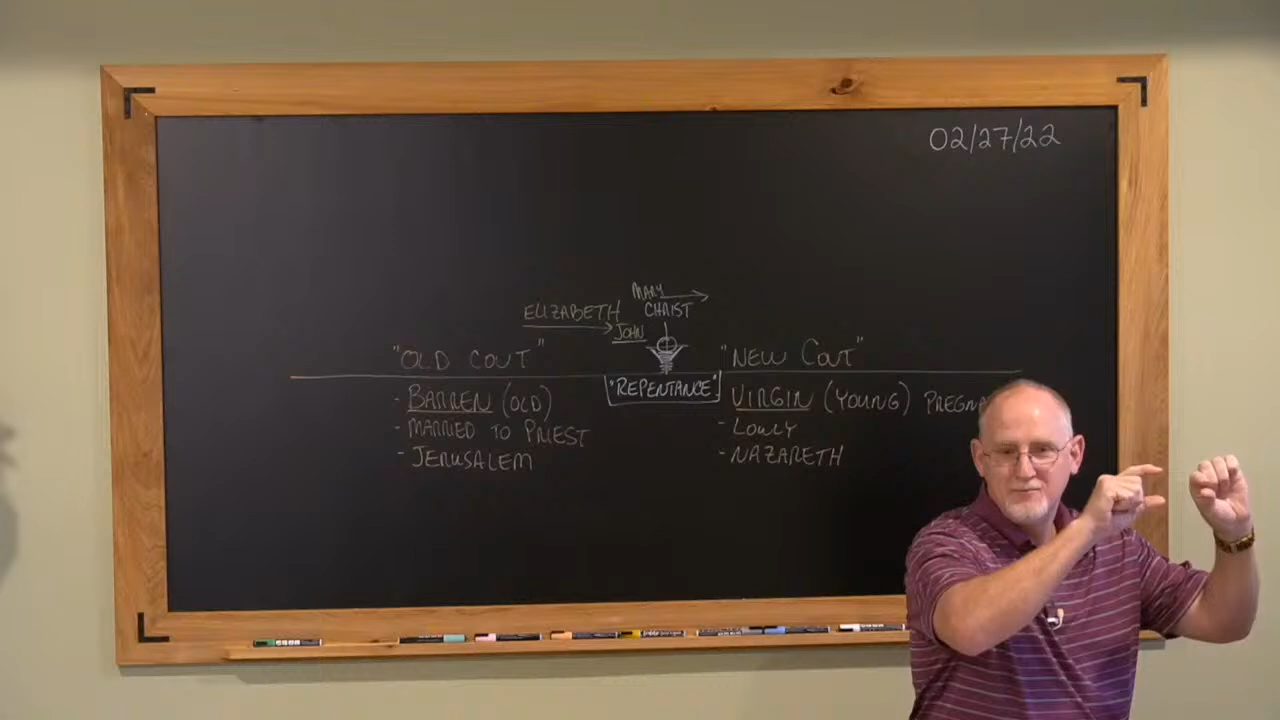 02/27/22
MARY
ELIZABETH CHRIST
JOHN
"OLD COVT" "NEW COVT"
"REPENTANCE"
- BARREN (OLD) VIRGIN (YOUNG)
- MARRIED TO PRIEST - LOWLY
- JERUSALEM - NAZARETH